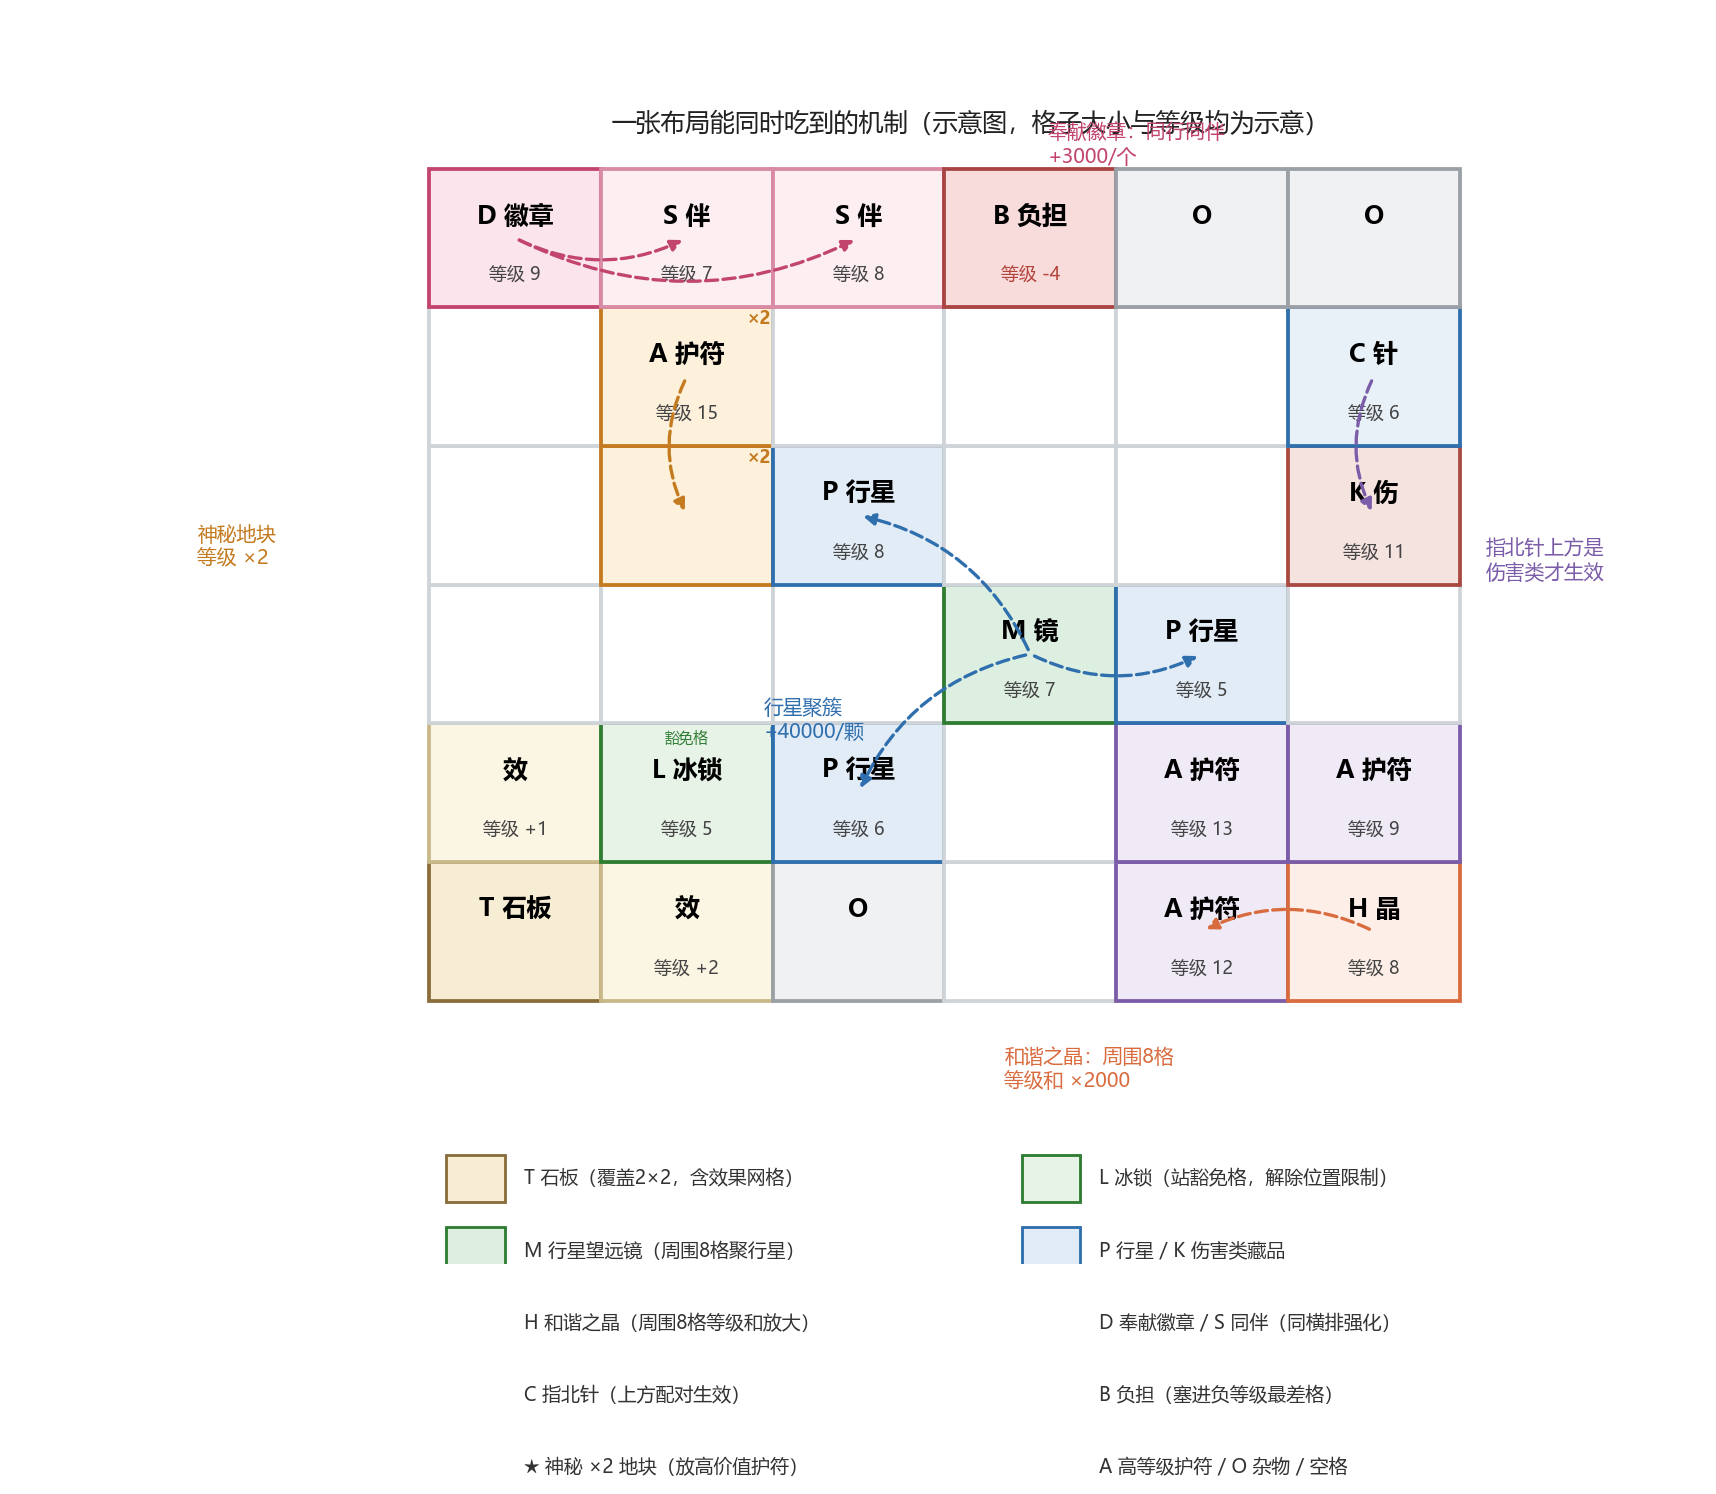 一张布局能同时吃到的机制（示意图，格子大小与等级均为示意）
奉献徽章：同行同伴
+3000/个
D 徽章
S 伴
S 伴
B 负担
O
O
等级 9
等级 7
等级 8
等级 -4
×2
A 护符
C 针
等级 15
等级 6
×2
P 行星
K 伤
神秘地块
等级 ×2
等级 8
等级 11
指北针上方是
伤害类才生效
M 镜
P 行星
等级 7
等级 5
行星聚簇
+40000/颗
豁免格
效
L 冰锁
P 行星
A 护符
A 护符
等级 +1
等级 5
等级 6
等级 13
等级 9
T 石板
效
O
A 护符
H 晶
等级 +2
等级 12
等级 8
和谐之晶：周围8格
等级和 ×2000
T 石板（覆盖2×2，含效果网格）
L 冰锁（站豁免格，解除位置限制）
M 行星望远镜（周围8格聚行星）
P 行星 / K 伤害类藏品
H 和谐之晶（周围8格等级和放大）
D 奉献徽章 / S 同伴（同横排强化）
C 指北针（上方配对生效）
B 负担（塞进负等级最差格）
★ 神秘 ×2 地块（放高价值护符）
A 高等级护符 / O 杂物 / 空格